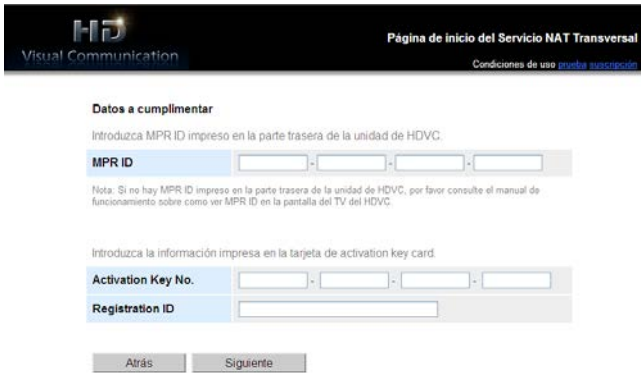 HD
Visual Communication
Página de inicio del Servicio NAT Transversal
Condiciones de uso prueba suscripción
Datos a cumplimentar
Introduzca MPR ID impreso en la parte trasera de la unidad de HDVC.
MPR ID - - -
Nota: Si no hay MPR ID impreso en la parte trasera de la unidad de HDVC, por favor consulte el manual de
funcionamiento sobre como ver MPR ID en la pantalla del TV del HDVC.
Introduzca la información impresa en la tarjeta de activation key card.
Activation Key No. - - -
Registration ID
Atrás Siguiente